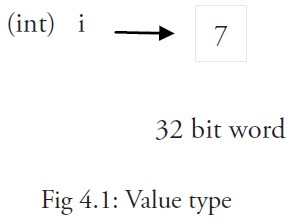 (int) i 7
32 bit word
Fig 4.1: Value type